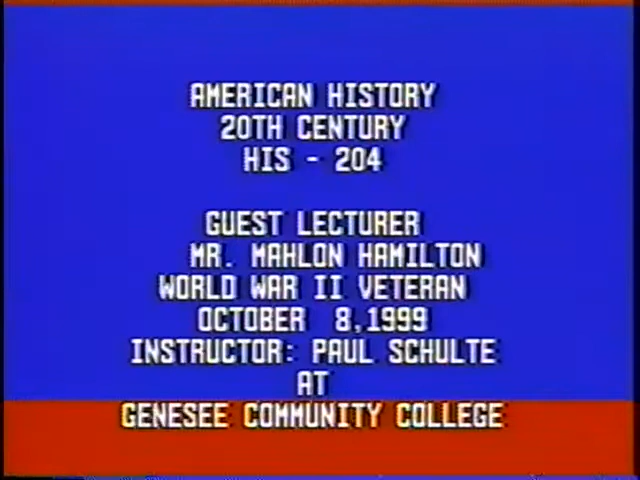 AMERICAN HISTORY
20TH CENTURY
HIS - 204
GUEST LECTURER
MR. MAHLON HAMILTON
WORLD WAR II VETERAN
OCTOBER 8,1999
INSTRUCTOR: PAUL SCHULTE
AT
GENESEE COMMUNITY COLLEGE